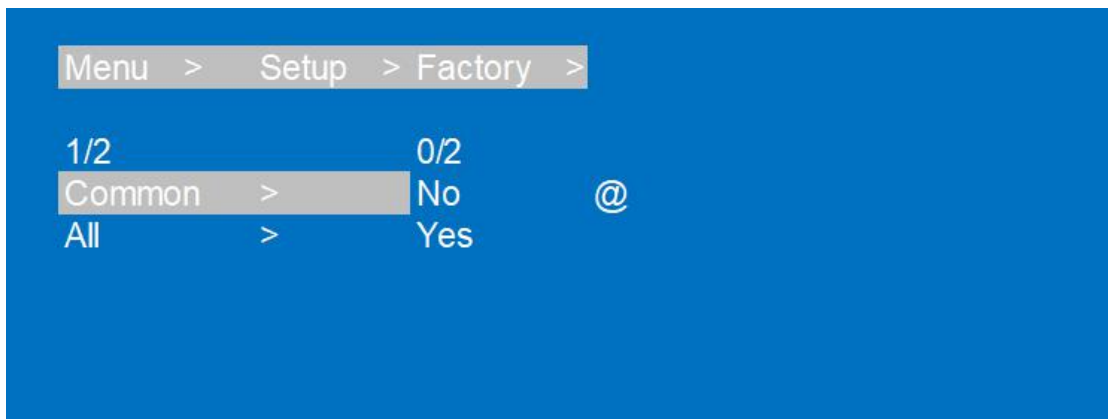 Menu > Setup > Factory >
1/2 0/2
Common > No @
All > Yes